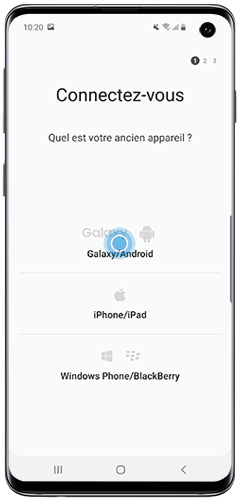 10:20
1 2 3
Connectez-vous
Quel est votre ancien appareil ?
Galaxy
Galaxy/Android
iPhone/iPad
Windows Phone/BlackBerry